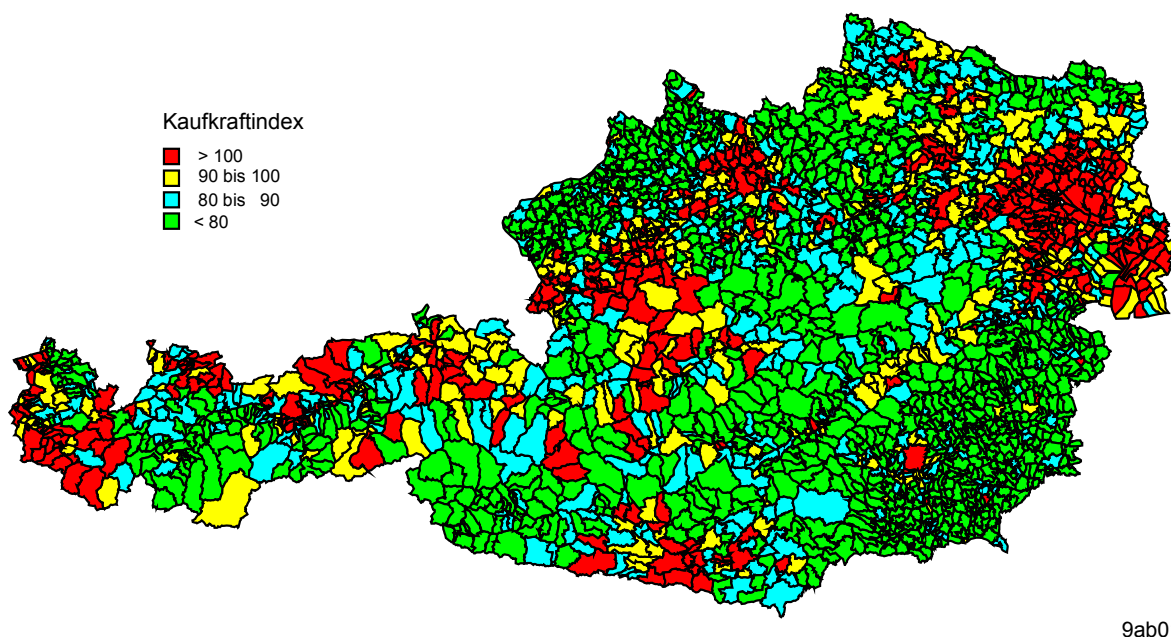 Kaufkraftindex
> 100
90 bis 100
80 bis 90
< 80
9ab0